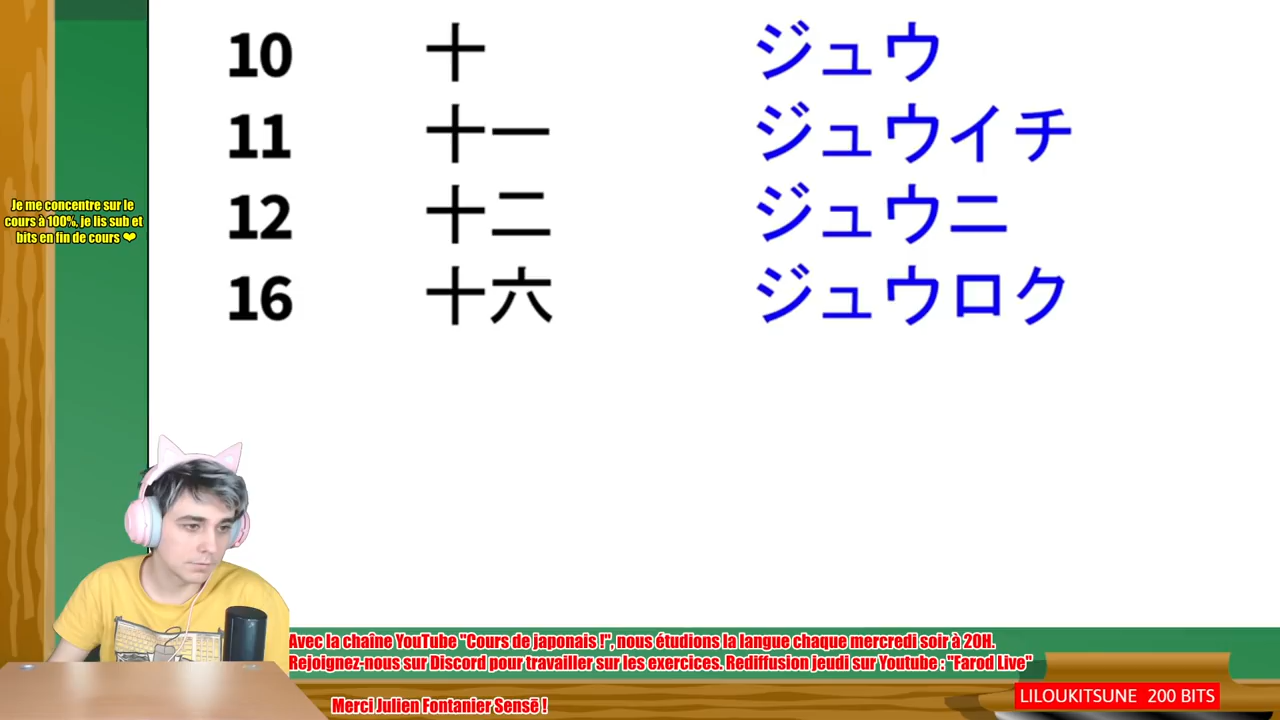 10 十 ジュウ
11 十一 ジュウイチ
12 十二 ジュウニ
16 十六 ジュウロク
Je me concentre sur le
cours à 100%, je lis sub et
bits en fin de cours ❤
Avec la chaîne YouTube "Cours de japonais !", nous étudions la langue chaque mercredi soir à 20H.
Rejoignez-nous sur Discord pour travailler sur les exercices. Rediffusion jeudi sur Youtube : "Farod Live"
Merci Julien Fontanier Sensē !
LILOUKITSUNE 200 BITS